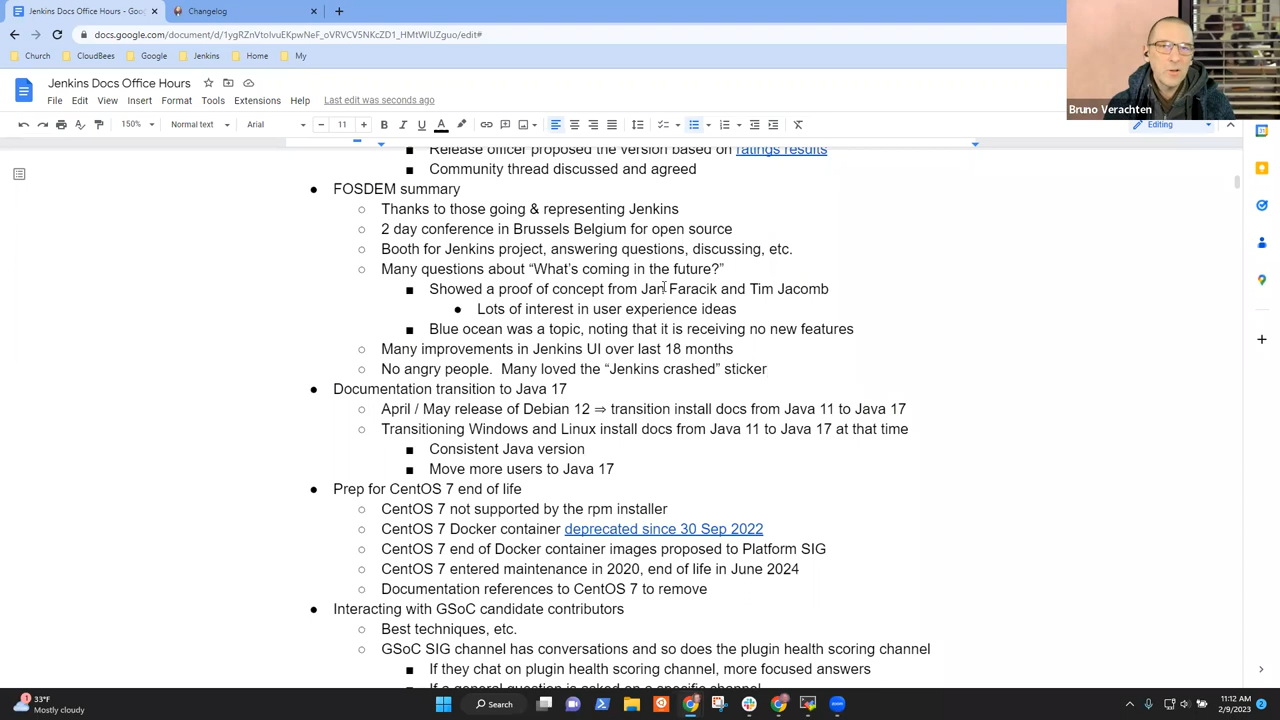 Jenkins Docs Office Hours - Goo
Changelog
docs.google.com/document/d/1ygRZnVtoIvuEKpwNeF_oVRVCV5NKcZD1_HMtWIUZguo/edit#
Church
CloudBees
Google
Jenkins
Home
My
Jenkins Docs Office Hours
File Edit View Insert Format Tools Extensions Help Last edit was seconds ago
150% Normal text Arial 11 Editing
Bruno Verachten
Release officer proposed the version based on ratings results
Community thread discussed and agreed
FOSDEM summary
Thanks to those going & representing Jenkins
2 day conference in Brussels Belgium for open source
Booth for Jenkins project, answering questions, discussing, etc.
Many questions about “What’s coming in the future?”
Showed a proof of concept from Jan Faracik and Tim Jacomb
Lots of interest in user experience ideas
Blue ocean was a topic, noting that it is receiving no new features
Many improvements in Jenkins UI over last 18 months
No angry people. Many loved the “Jenkins crashed” sticker
Documentation transition to Java 17
April / May release of Debian 12 ⇒ transition install docs from Java 11 to Java 17
Transitioning Windows and Linux install docs from Java 11 to Java 17 at that time
Consistent Java version
Move more users to Java 17
Prep for CentOS 7 end of life
CentOS 7 not supported by the rpm installer
CentOS 7 Docker container deprecated since 30 Sep 2022
CentOS 7 end of Docker container images proposed to Platform SIG
CentOS 7 entered maintenance in 2020, end of life in June 2024
Documentation references to CentOS 7 to remove
Interacting with GSoC candidate contributors
Best techniques, etc.
GSoC SIG channel has conversations and so does the plugin health scoring channel
If they chat on plugin health scoring channel, more focused answers
If a general question is asked on a specific channel
33°F
Mostly cloudy
Search
11:12 AM
2/9/2023